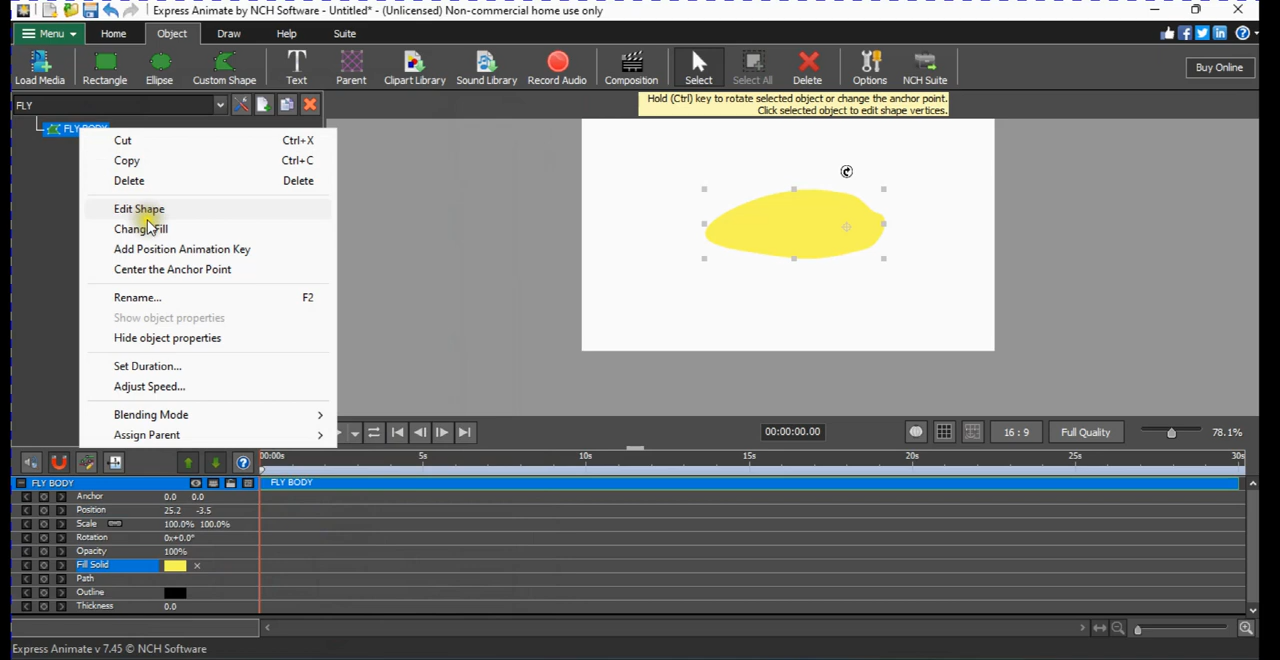 Express Animate by NCH Software - Untitled* - (Unlicensed) Non-commercial home use only
Menu Home Object Draw Help Suite
Load Media Rectangle Ellipse Custom Shape Text Parent Clipart Library Sound Library Record Audio Composition Select Select All Delete Options NCH Suite Buy Online
FLY
Hold (Ctrl) key to rotate selected object or change the anchor point.
Click selected object to edit shape vertices.
FLY BODY
Cut Ctrl+X
Copy Ctrl+C
Delete Delete
Edit Shape
Change Fill
Add Position Animation Key
Center the Anchor Point
Rename... F2
Show object properties
Hide object properties
Set Duration...
Adjust Speed...
Blending Mode
Assign Parent
00:00:00.00 16 : 9 Full Quality 78.1%
00:00s 5s 10s 15s 20s 25s 30s
FLY BODY FLY BODY
Anchor 0.0 0.0
Position 25.2 -3.5
Scale 100.0% 100.0%
Rotation 0x+0.0°
Opacity 100%
Fill Solid
Path
Outline
Thickness 0.0
Express Animate v 7.45 © NCH Software